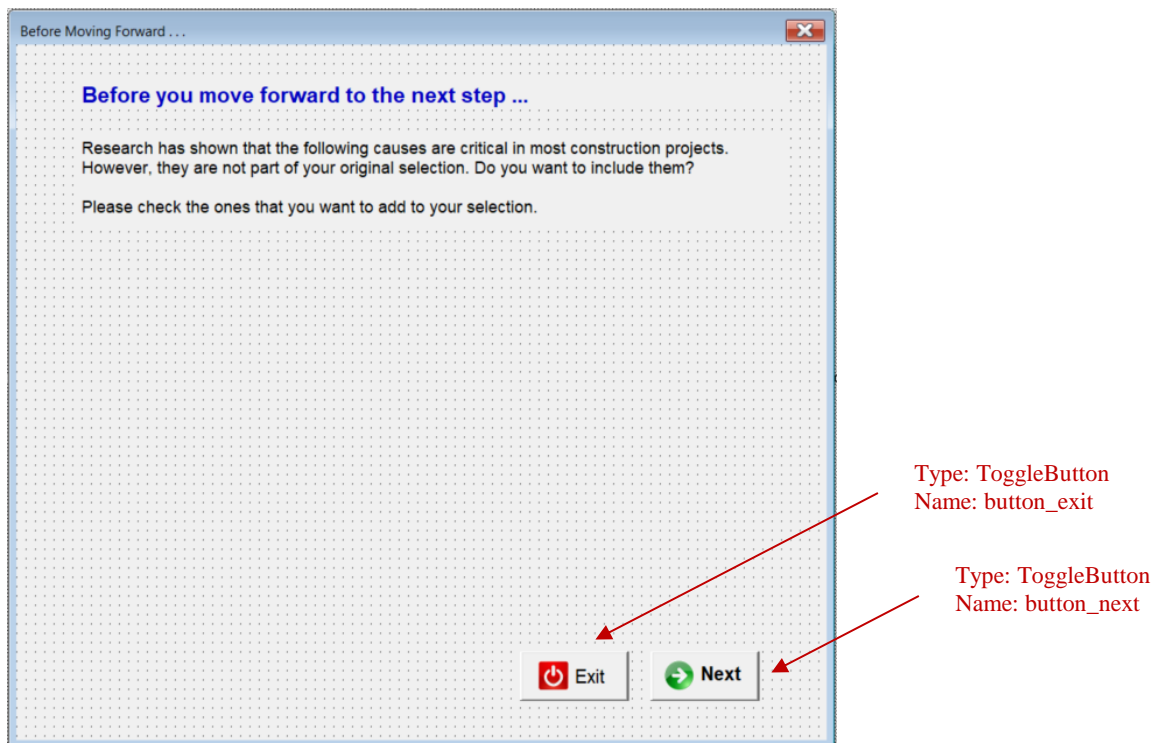 Before Moving Forward . . .
Before you move forward to the next step ...
Research has shown that the following causes are critical in most construction projects.
However, they are not part of your original selection. Do you want to include them?
Please check the ones that you want to add to your selection.
Type: ToggleButton
Name: button_exit
Type: ToggleButton
Name: button_next
Exit
Next